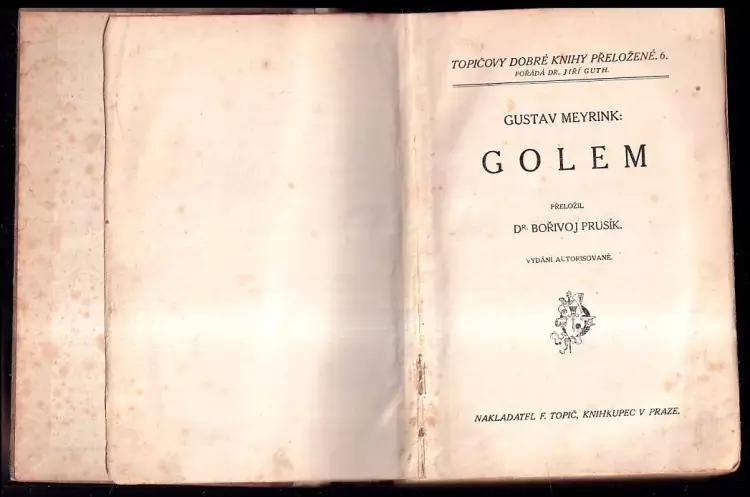 TOPIČOVY DOBRÉ KNIHY PŘELOŽENÉ. 6.
POŘÁDÁ DR. JIŘÍ GUTH.
GUSTAV MEYRINK:
GOLEM
PŘELOŽIL
DR. BOŘIVOJ PRUSÍK.
VYDÁNÍ AUTORISOVANÉ.
NAKLADATEL F. TOPIČ, KNIHKUPEC V PRAZE.